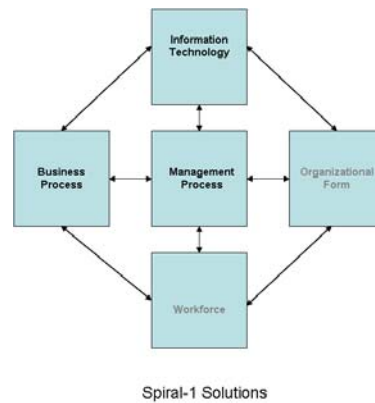 Information
Technology
Business
Process
Management
Process
Organizational
Form
Workforce
Spiral-1 Solutions